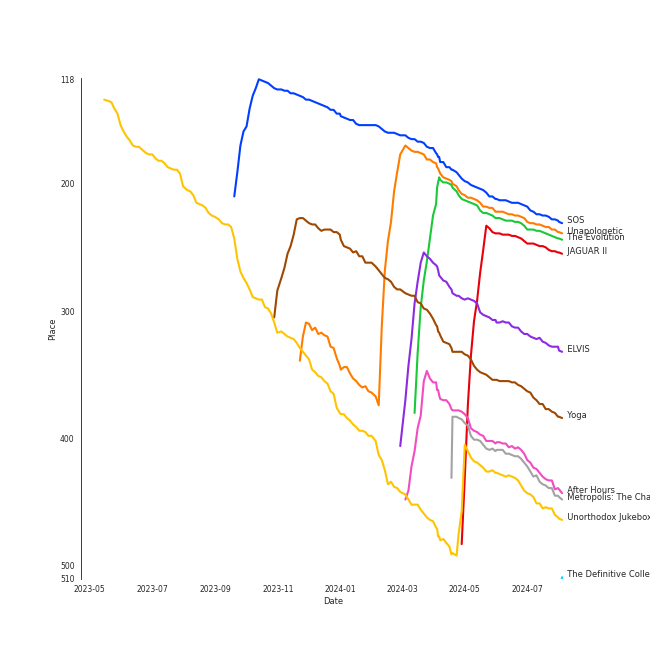 118
200
300
400
500
510
Place
2023-05
2023-07
2023-09
2023-11
2024-01
2024-03
2024-05
2024-07
Date
SOS
Unapologetic
The Evolution
JAGUAR II
ELVIS
Yoga
After Hours
Metropolis: The Cha
Unorthodox Jukebox
The Definitive Colle